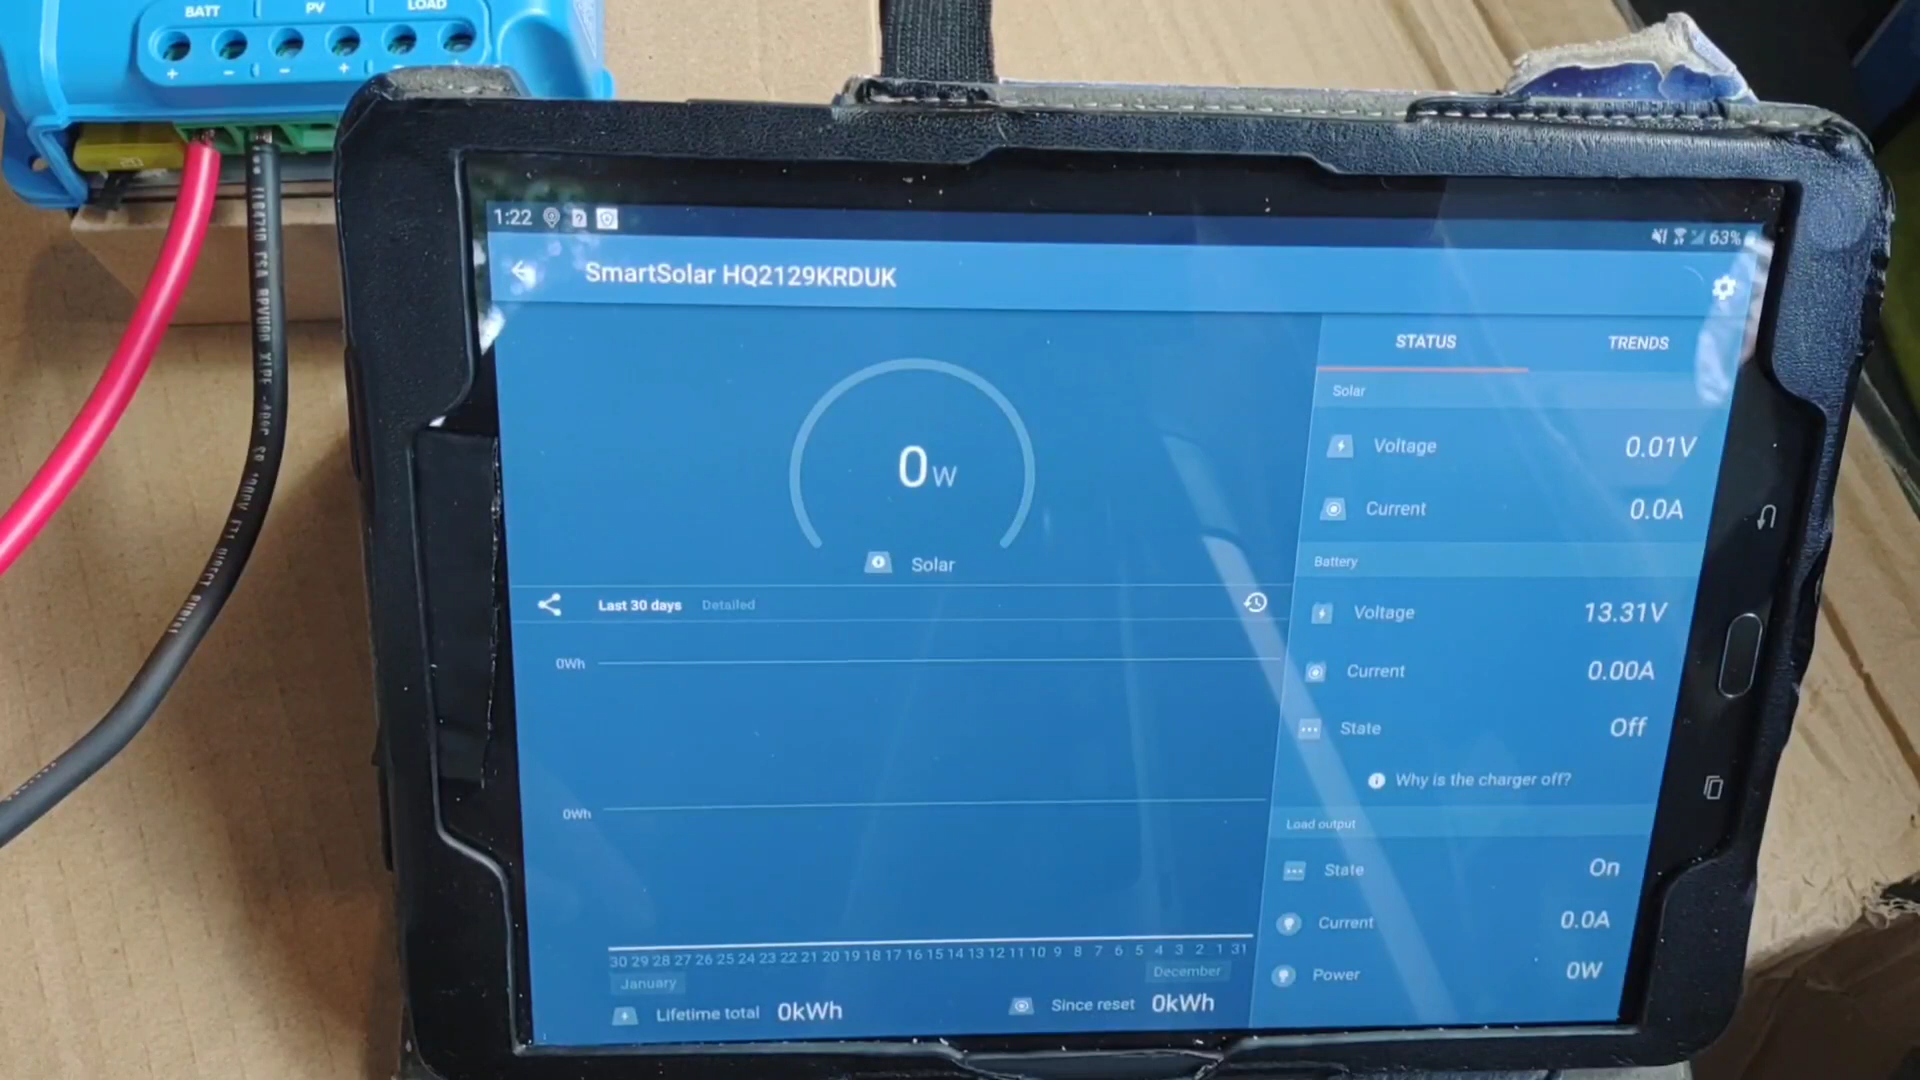 BATT PV LOAD
+ - - + - +
20
1:22
63%
SmartSolar HQ2129KRDUK
STATUS TRENDS
Solar
0W
Voltage 0.01V
Current 0.0A
Solar
Battery
Last 30 days Detailed
Voltage 13.31V
0Wh
Current 0.00A
State Off
Why is the charger off?
0Wh
Load output
State On
Current 0.0A
Power 0W
30 29 28 27 26 25 24 23 22 21 20 19 18 17 16 15 14 13 12 11 10 9 8 7 6 5 4 3 2 1 31
January December
Lifetime total 0kWh Since reset 0kWh